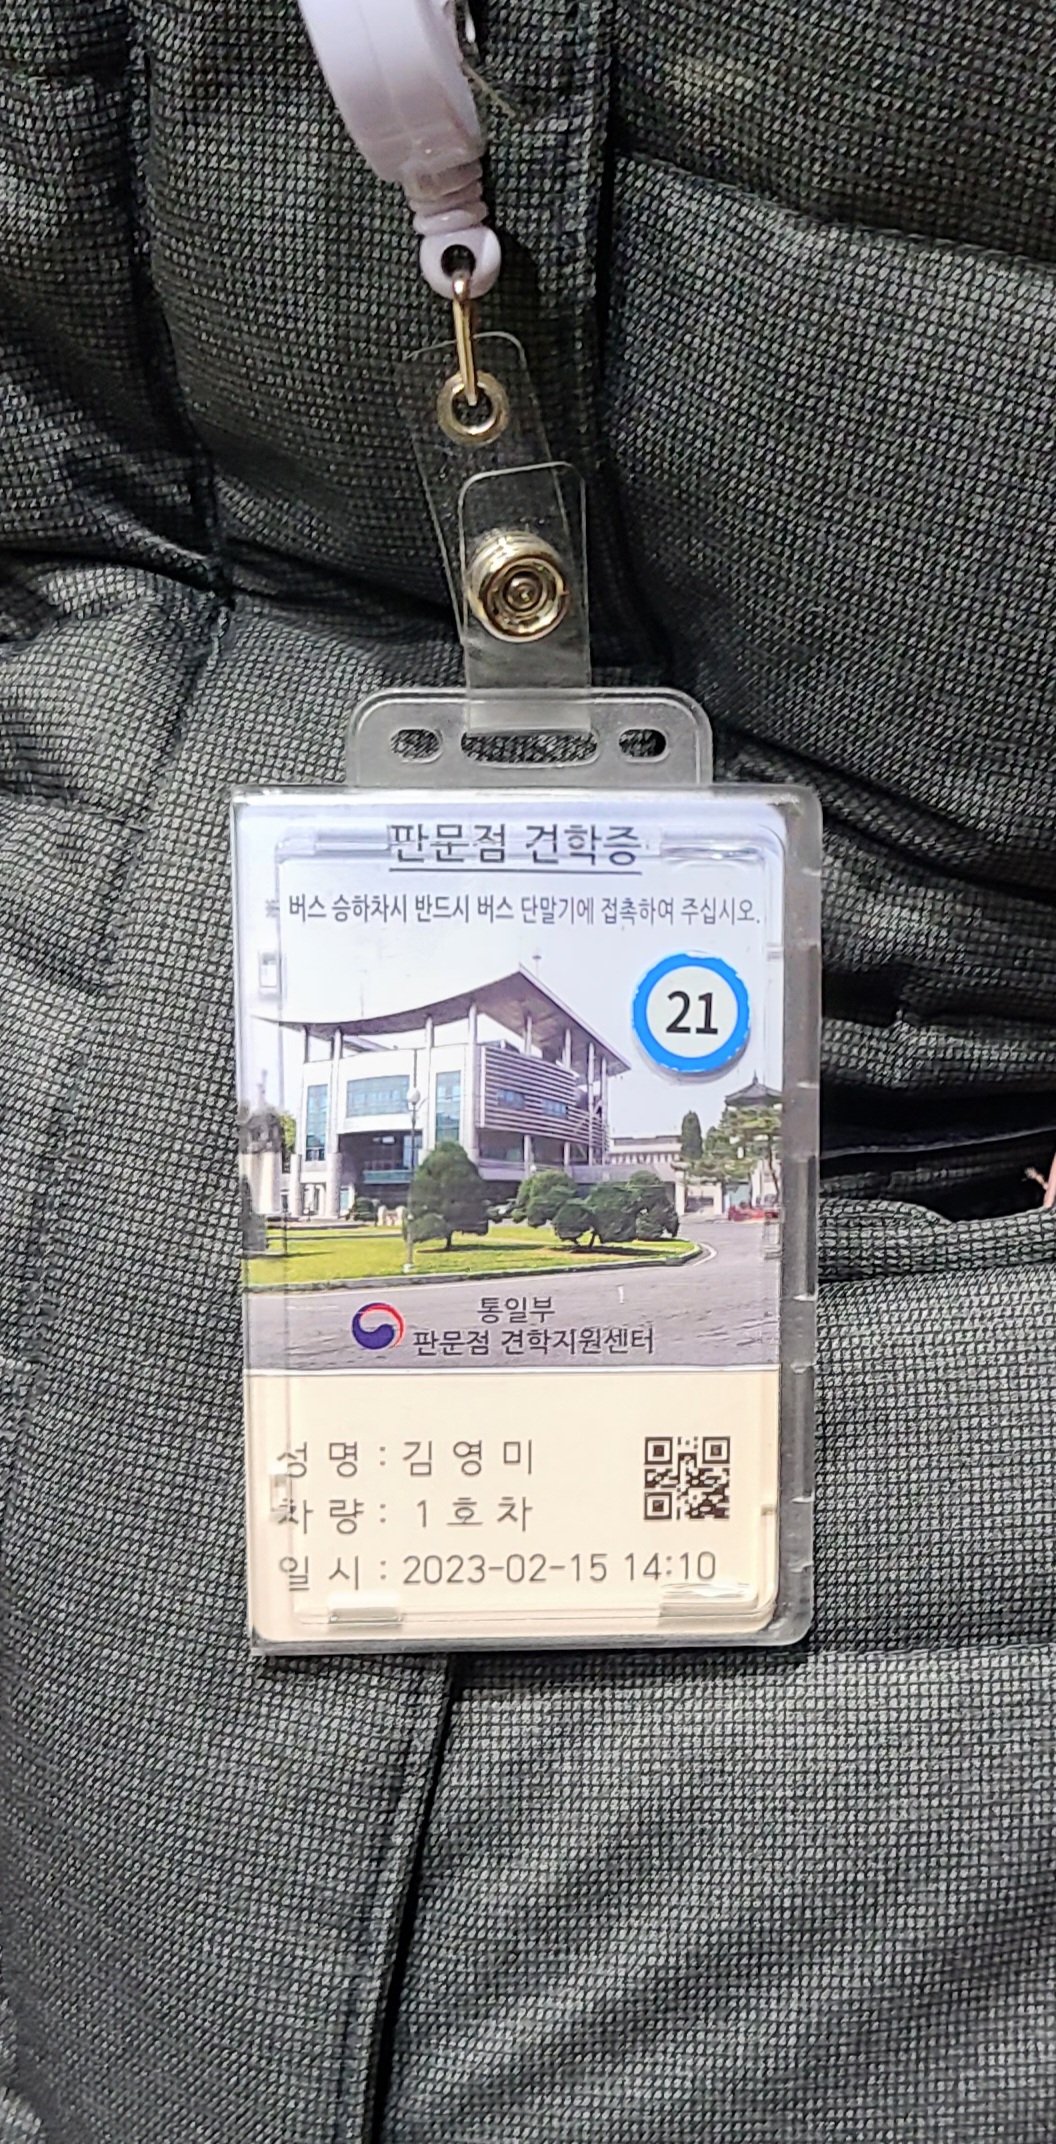 판문점 견학증
※ 버스 승하차시 반드시 버스 단말기에 접촉하여 주십시오.
21
통일부
판문점 견학지원센터
성 명 : 김 영 미
차 량 : 1 호 차
일 시 : 2023-02-15 14:10